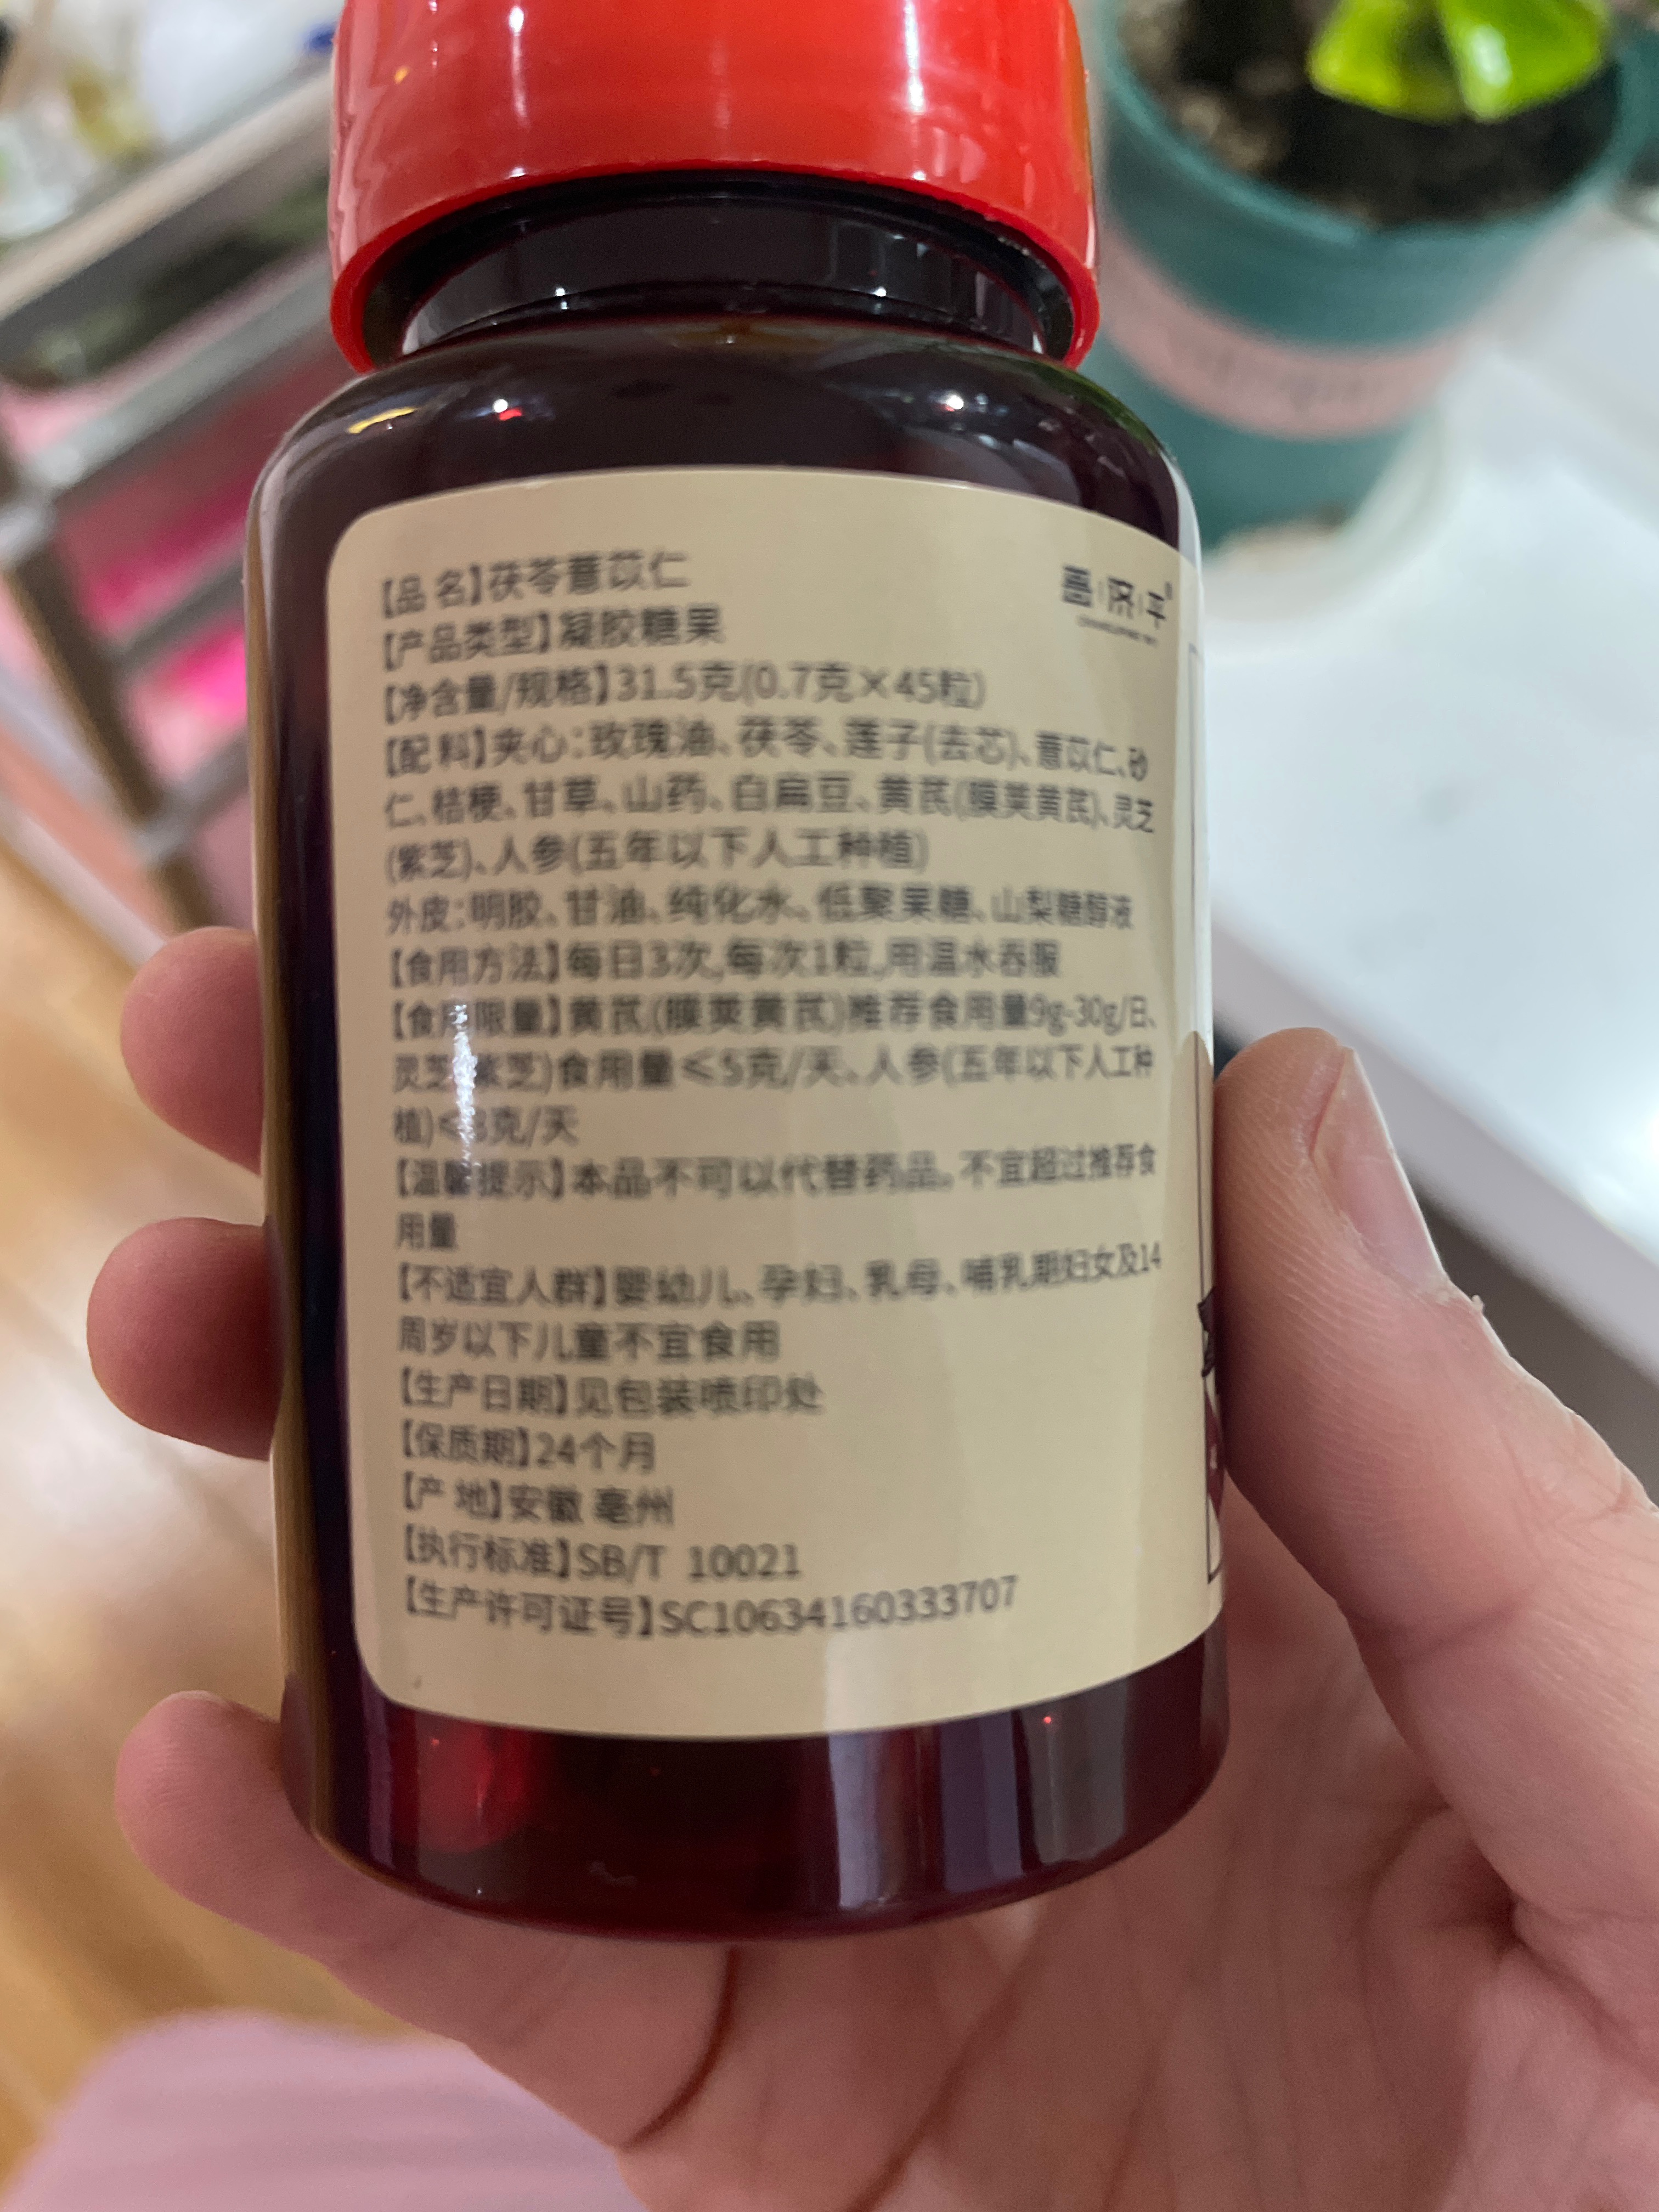 【品 名】茯苓薏苡仁
【产品类型】凝胶糖果
【净含量/规格】31.5克(0.7克×45粒)
【配 料】夹心：玫瑰油、茯苓、莲子(去芯)、薏苡仁、砂
仁、桔梗、甘草、山药、白扁豆、黄芪(膜荚黄芪)、灵芝
(紫芝)、人参(五年以下人工种植)
外皮：明胶、甘油、纯化水、低聚果糖、山梨糖醇液
【食用方法】每日3次,每次1粒,用温水吞服
【食用限量】黄芪(膜荚黄芪)推荐食用量9g-30g/日、
灵芝(紫芝)食用量≤5克/天、人参(五年以下人工种
植)≤3克/天
【温馨提示】本品不可以代替药品。不宜超过推荐食
用量
【不适宜人群】婴幼儿、孕妇、乳母、哺乳期妇女及14
周岁以下儿童不宜食用
【生产日期】见包装喷印处
【保质期】24个月
【产 地】安徽 亳州
【执行标准】SB/T 10021
【生产许可证号】SC10634160333707